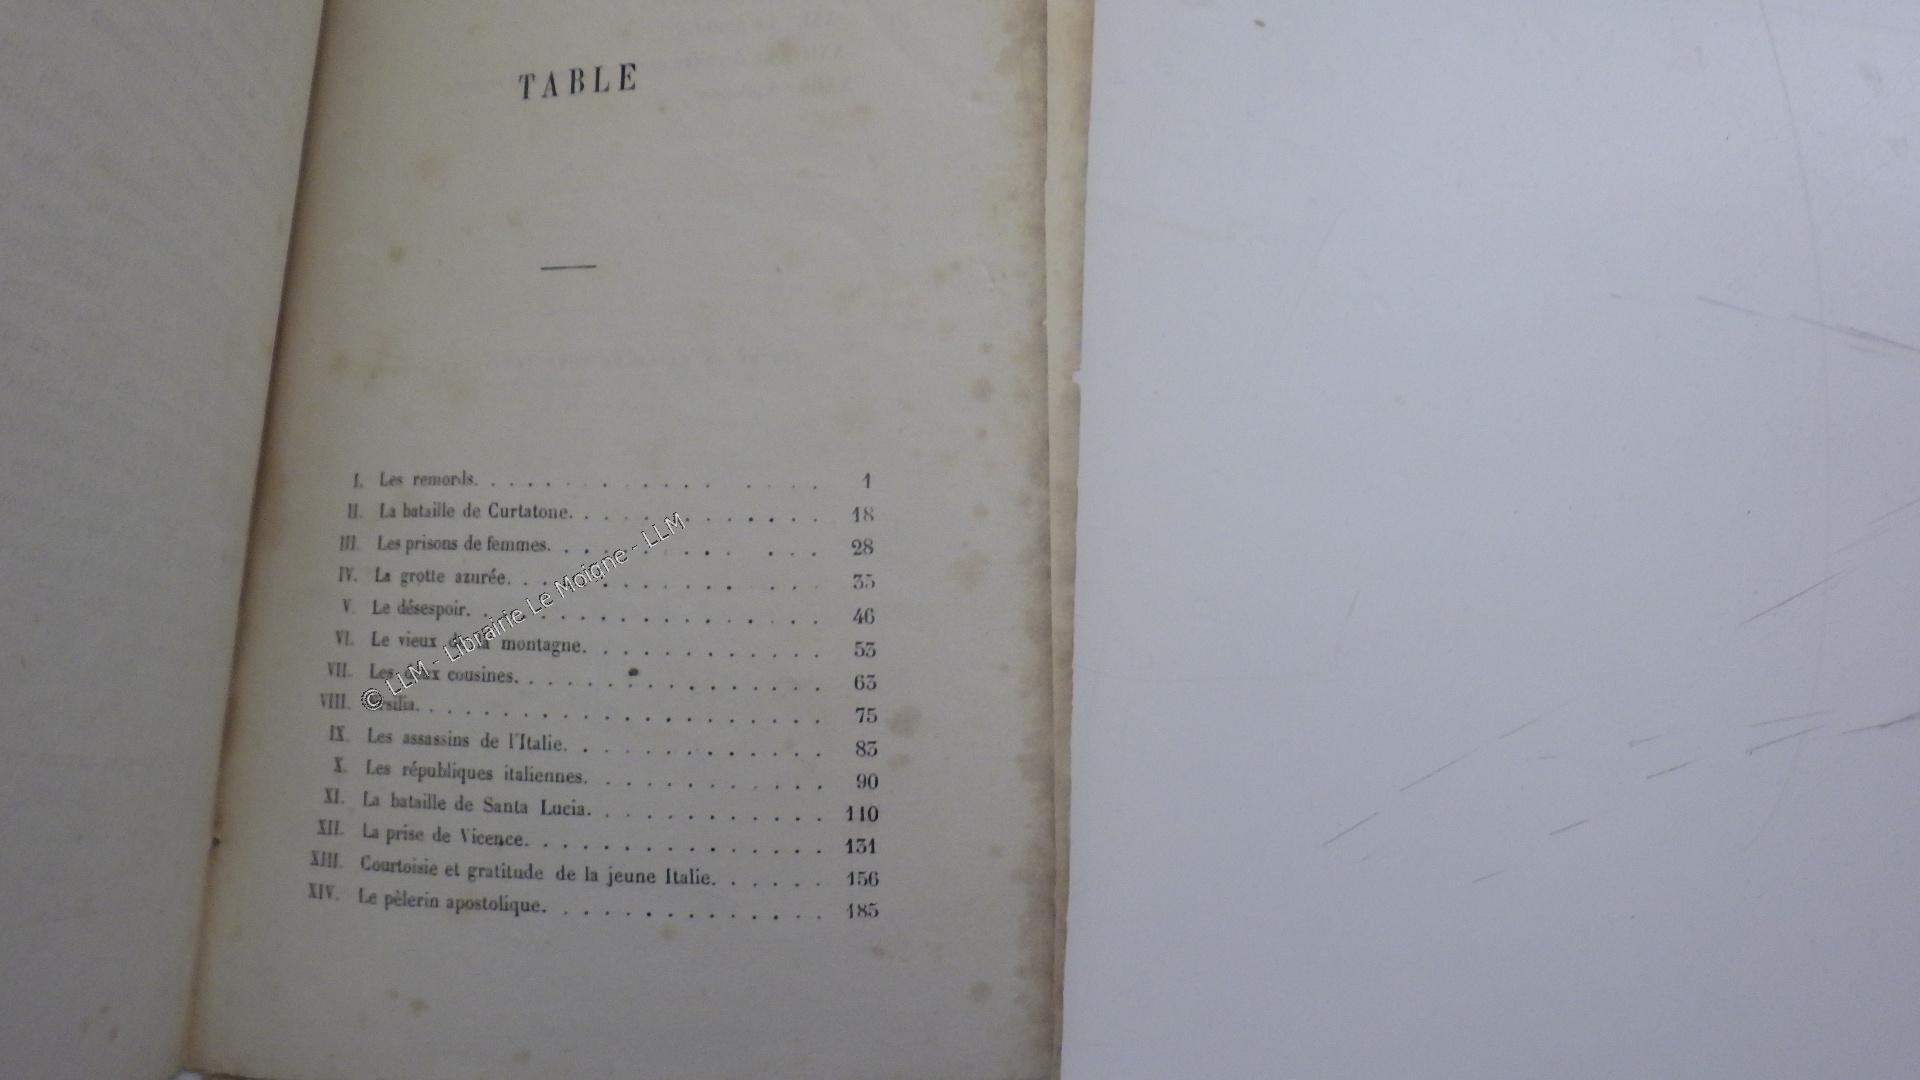 TABLE
I. Les remords. 1
II. La bataille de Curtatone. 18
III. Les prisons de femmes. 28
IV. La grotte azurée. 35
V. Le désespoir. 46
VI. Le vieux de la montagne. 53
VII. Les deux cousines. 63
VIII. 75
IX. Les assassins de l'Italie. 83
X. Les républiques italiennes. 90
XI. La bataille de Santa Lucia. 110
XII. La prise de Vicence. 131
XIII. Courtoisie et gratitude de la jeune Italie. 156
XIV. Le pèlerin apostolique. 185
© LLM - Librairie Le Moigne - LLM